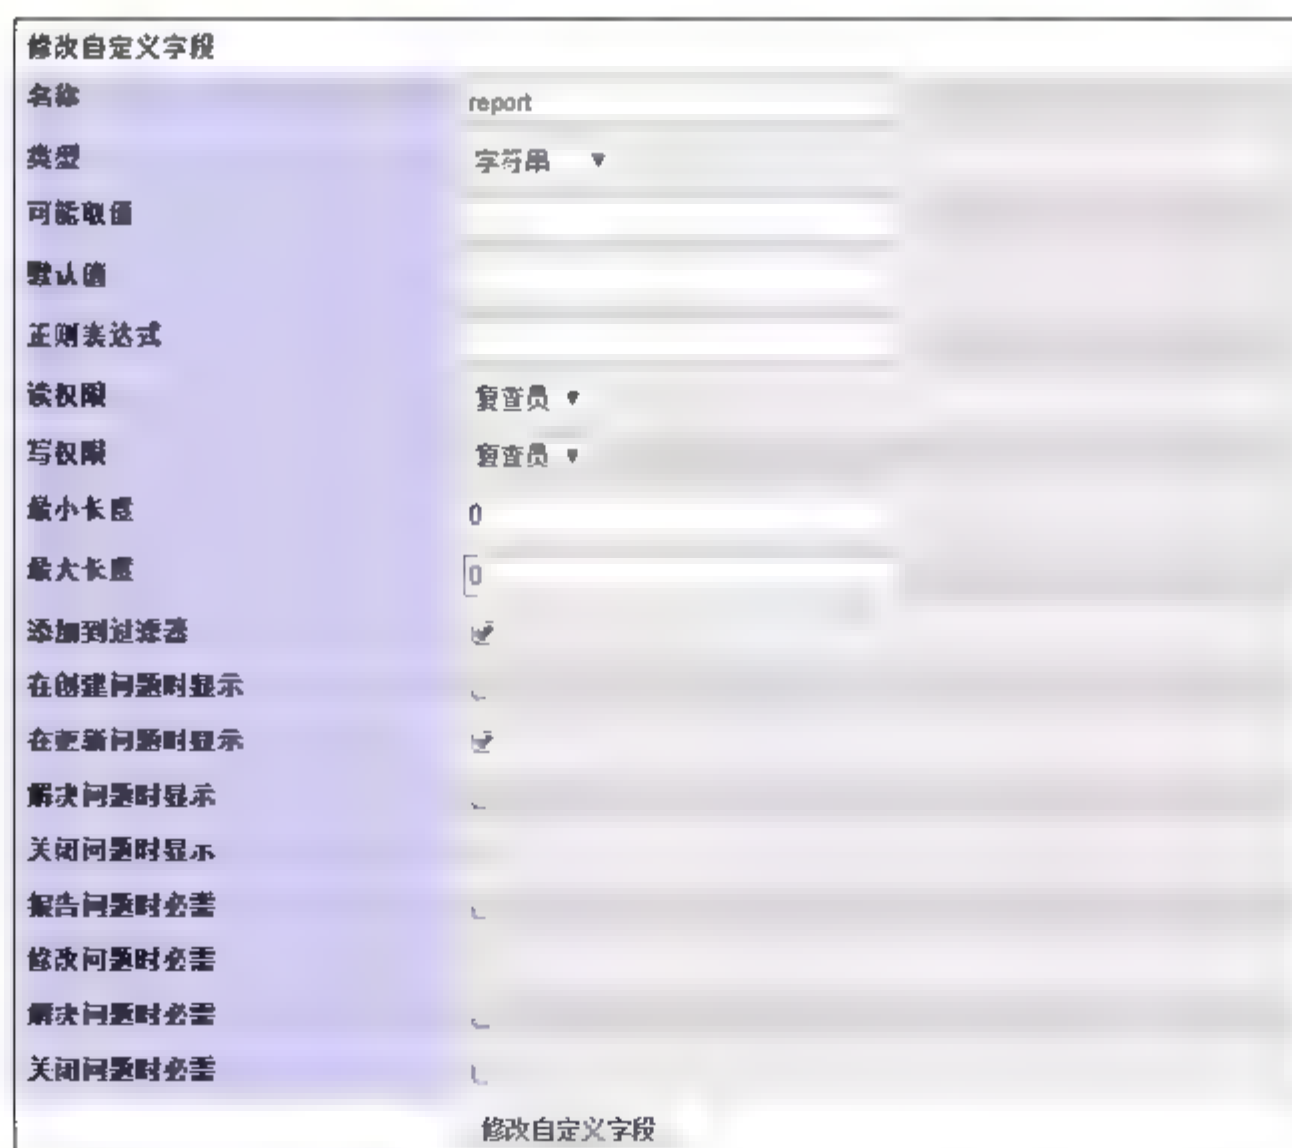 修改自定义字段
名称 report
类型 字符串
可能取值
默认值
正则表达式
读权限 复查员
写权限 复查员
最小长度 0
最大长度 0
添加到过滤器
在创建问题时显示
在更新问题时显示
解决问题时显示
关闭问题时显示
报告问题时必需
修改问题时必需
解决问题时必需
关闭问题时必需
修改自定义字段